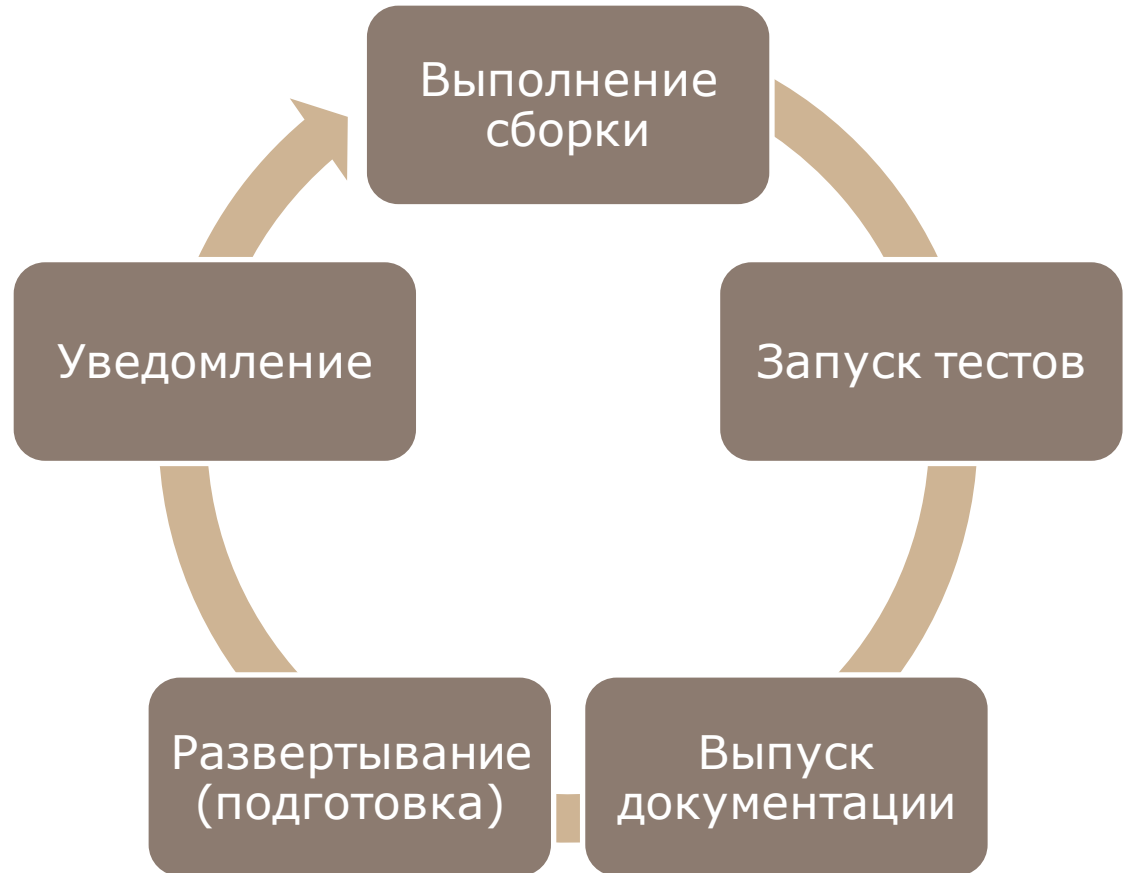 Выполнение
сборки
Запуск тестов
Выпуск
документации
Развертывание
(подготовка)
Уведомление